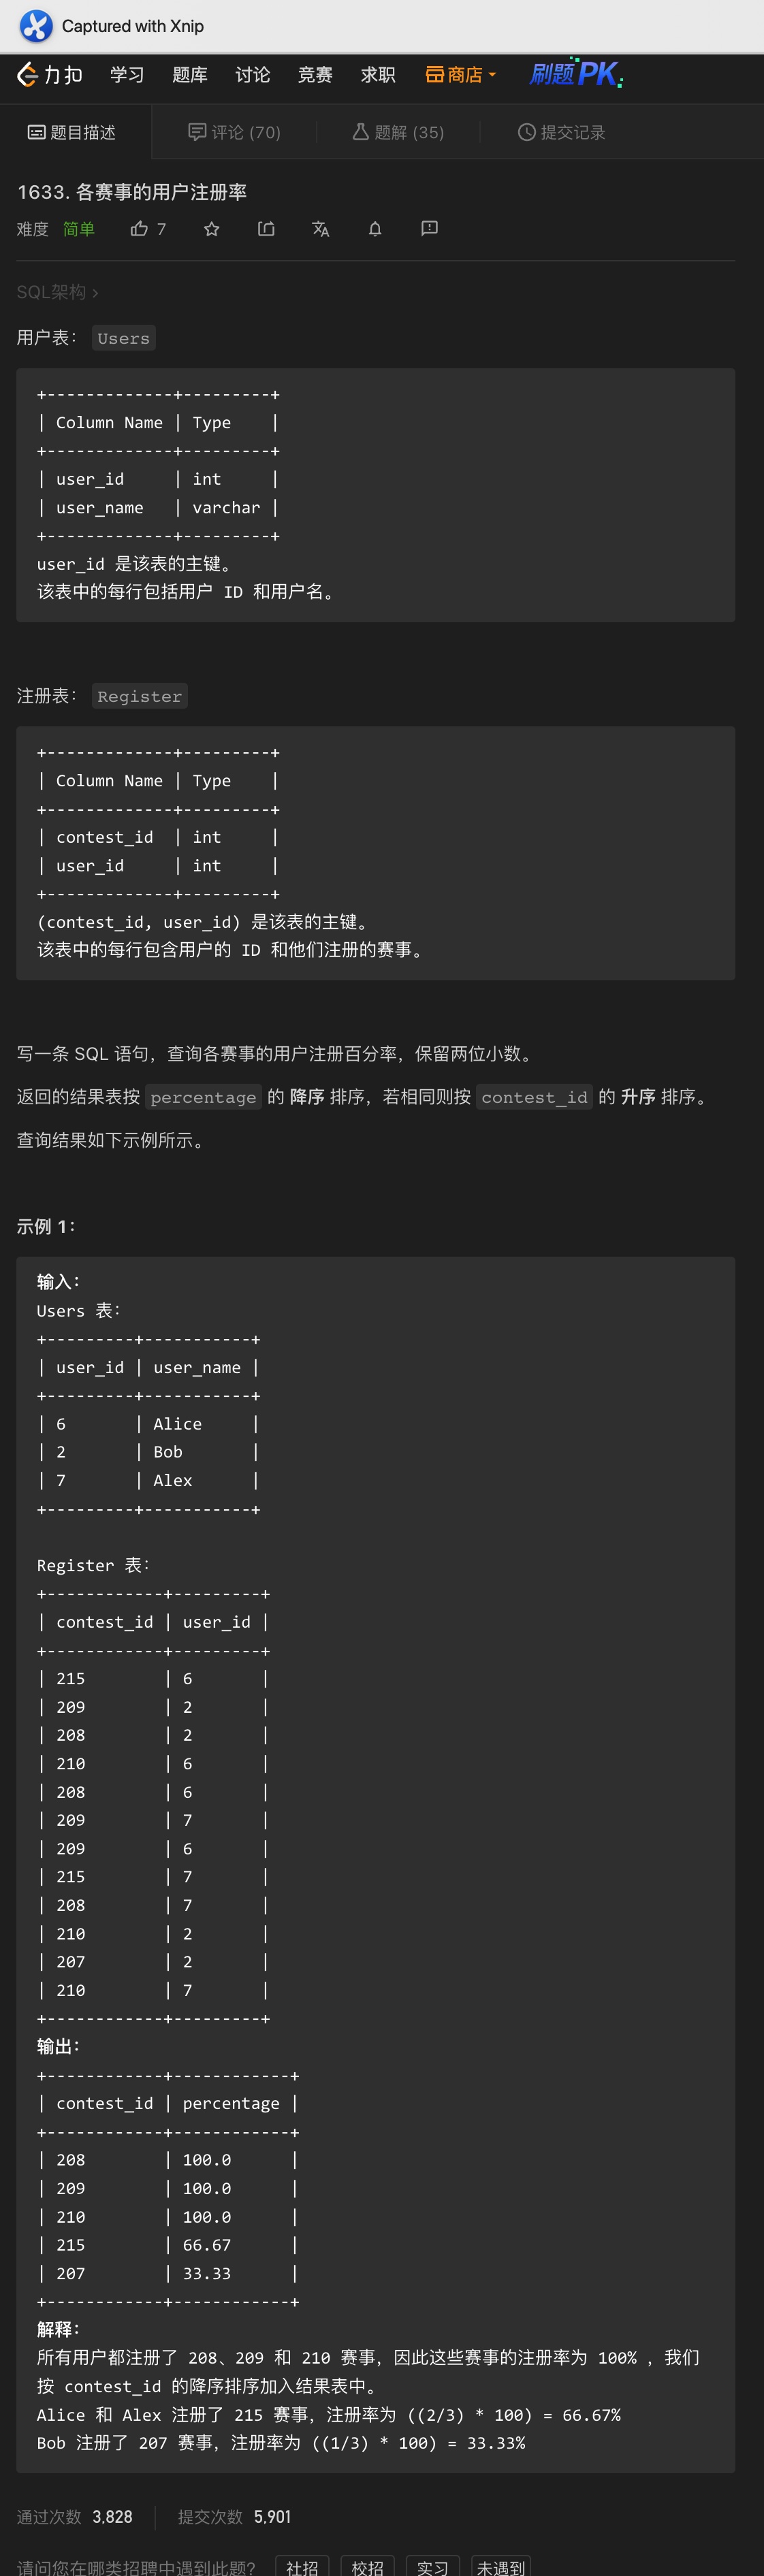 Captured with Xnip
力扣 学习 题库 讨论 竞赛 求职 商店 刷题PK
题目描述 评论 (70) 题解 (35) 提交记录
1633. 各赛事的用户注册率
难度 简单 7
SQL架构 ›
用户表： Users
+-------------+---------+
| Column Name | Type    |
+-------------+---------+
| user_id     | int     |
| user_name   | varchar |
+-------------+---------+
user_id 是该表的主键。
该表中的每行包括用户 ID 和用户名。
注册表： Register
+-------------+---------+
| Column Name | Type    |
+-------------+---------+
| contest_id  | int     |
| user_id     | int     |
+-------------+---------+
(contest_id, user_id) 是该表的主键。
该表中的每行包含用户的 ID 和他们注册的赛事。
写一条 SQL 语句，查询各赛事的用户注册百分率，保留两位小数。
返回的结果表按 percentage 的 降序 排序，若相同则按 contest_id 的 升序 排序。
查询结果如下示例所示。
示例 1：
输入：
Users 表：
+---------+-----------+
| user_id | user_name |
+---------+-----------+
| 6       | Alice     |
| 2       | Bob       |
| 7       | Alex      |
+---------+-----------+
Register 表：
+------------+---------+
| contest_id | user_id |
+------------+---------+
| 215        | 6       |
| 209        | 2       |
| 208        | 2       |
| 210        | 6       |
| 208        | 6       |
| 209        | 7       |
| 209        | 6       |
| 215        | 7       |
| 208        | 7       |
| 210        | 2       |
| 207        | 2       |
| 210        | 7       |
+------------+---------+
输出：
+------------+------------+
| contest_id | percentage |
+------------+------------+
| 208        | 100.0      |
| 209        | 100.0      |
| 210        | 100.0      |
| 215        | 66.67      |
| 207        | 33.33      |
+------------+------------+
解释：
所有用户都注册了 208、209 和 210 赛事，因此这些赛事的注册率为 100% ，我们
按 contest_id 的降序排序加入结果表中。
Alice 和 Alex 注册了 215 赛事，注册率为 ((2/3) * 100) = 66.67%
Bob 注册了 207 赛事，注册率为 ((1/3) * 100) = 33.33%
通过次数 3,828 提交次数 5,901
请问您在哪类招聘中遇到此题？ 社招 校招 实习 未遇到